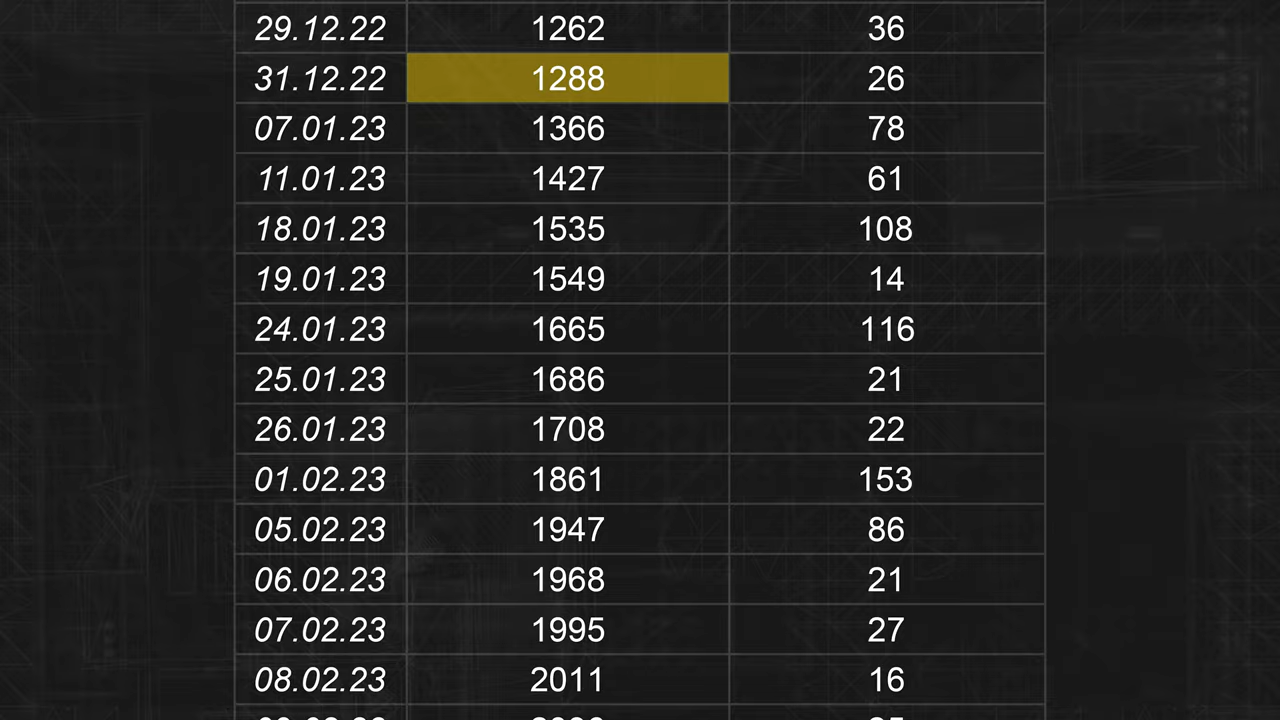 29.12.22 1262 36
31.12.22 1288 26
07.01.23 1366 78
11.01.23 1427 61
18.01.23 1535 108
19.01.23 1549 14
24.01.23 1665 116
25.01.23 1686 21
26.01.23 1708 22
01.02.23 1861 153
05.02.23 1947 86
06.02.23 1968 21
07.02.23 1995 27
08.02.23 2011 16